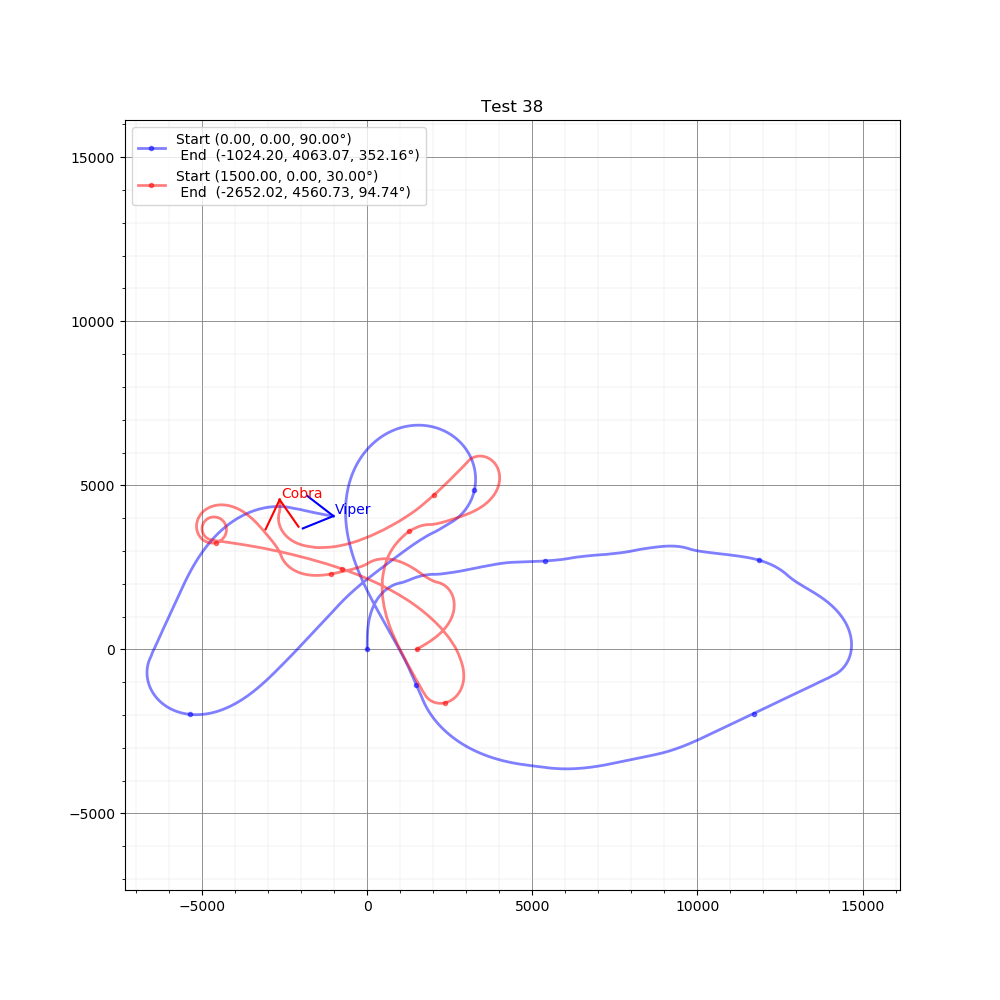 Test 38
Start (0.00, 0.00, 90.00°)
End (-1024.20, 4063.07, 352.16°)
Start (1500.00, 0.00, 30.00°)
End (-2652.02, 4560.73, 94.74°)
15000
10000
5000
0
−5000
Cobra
Viper
−5000
0
5000
10000
15000